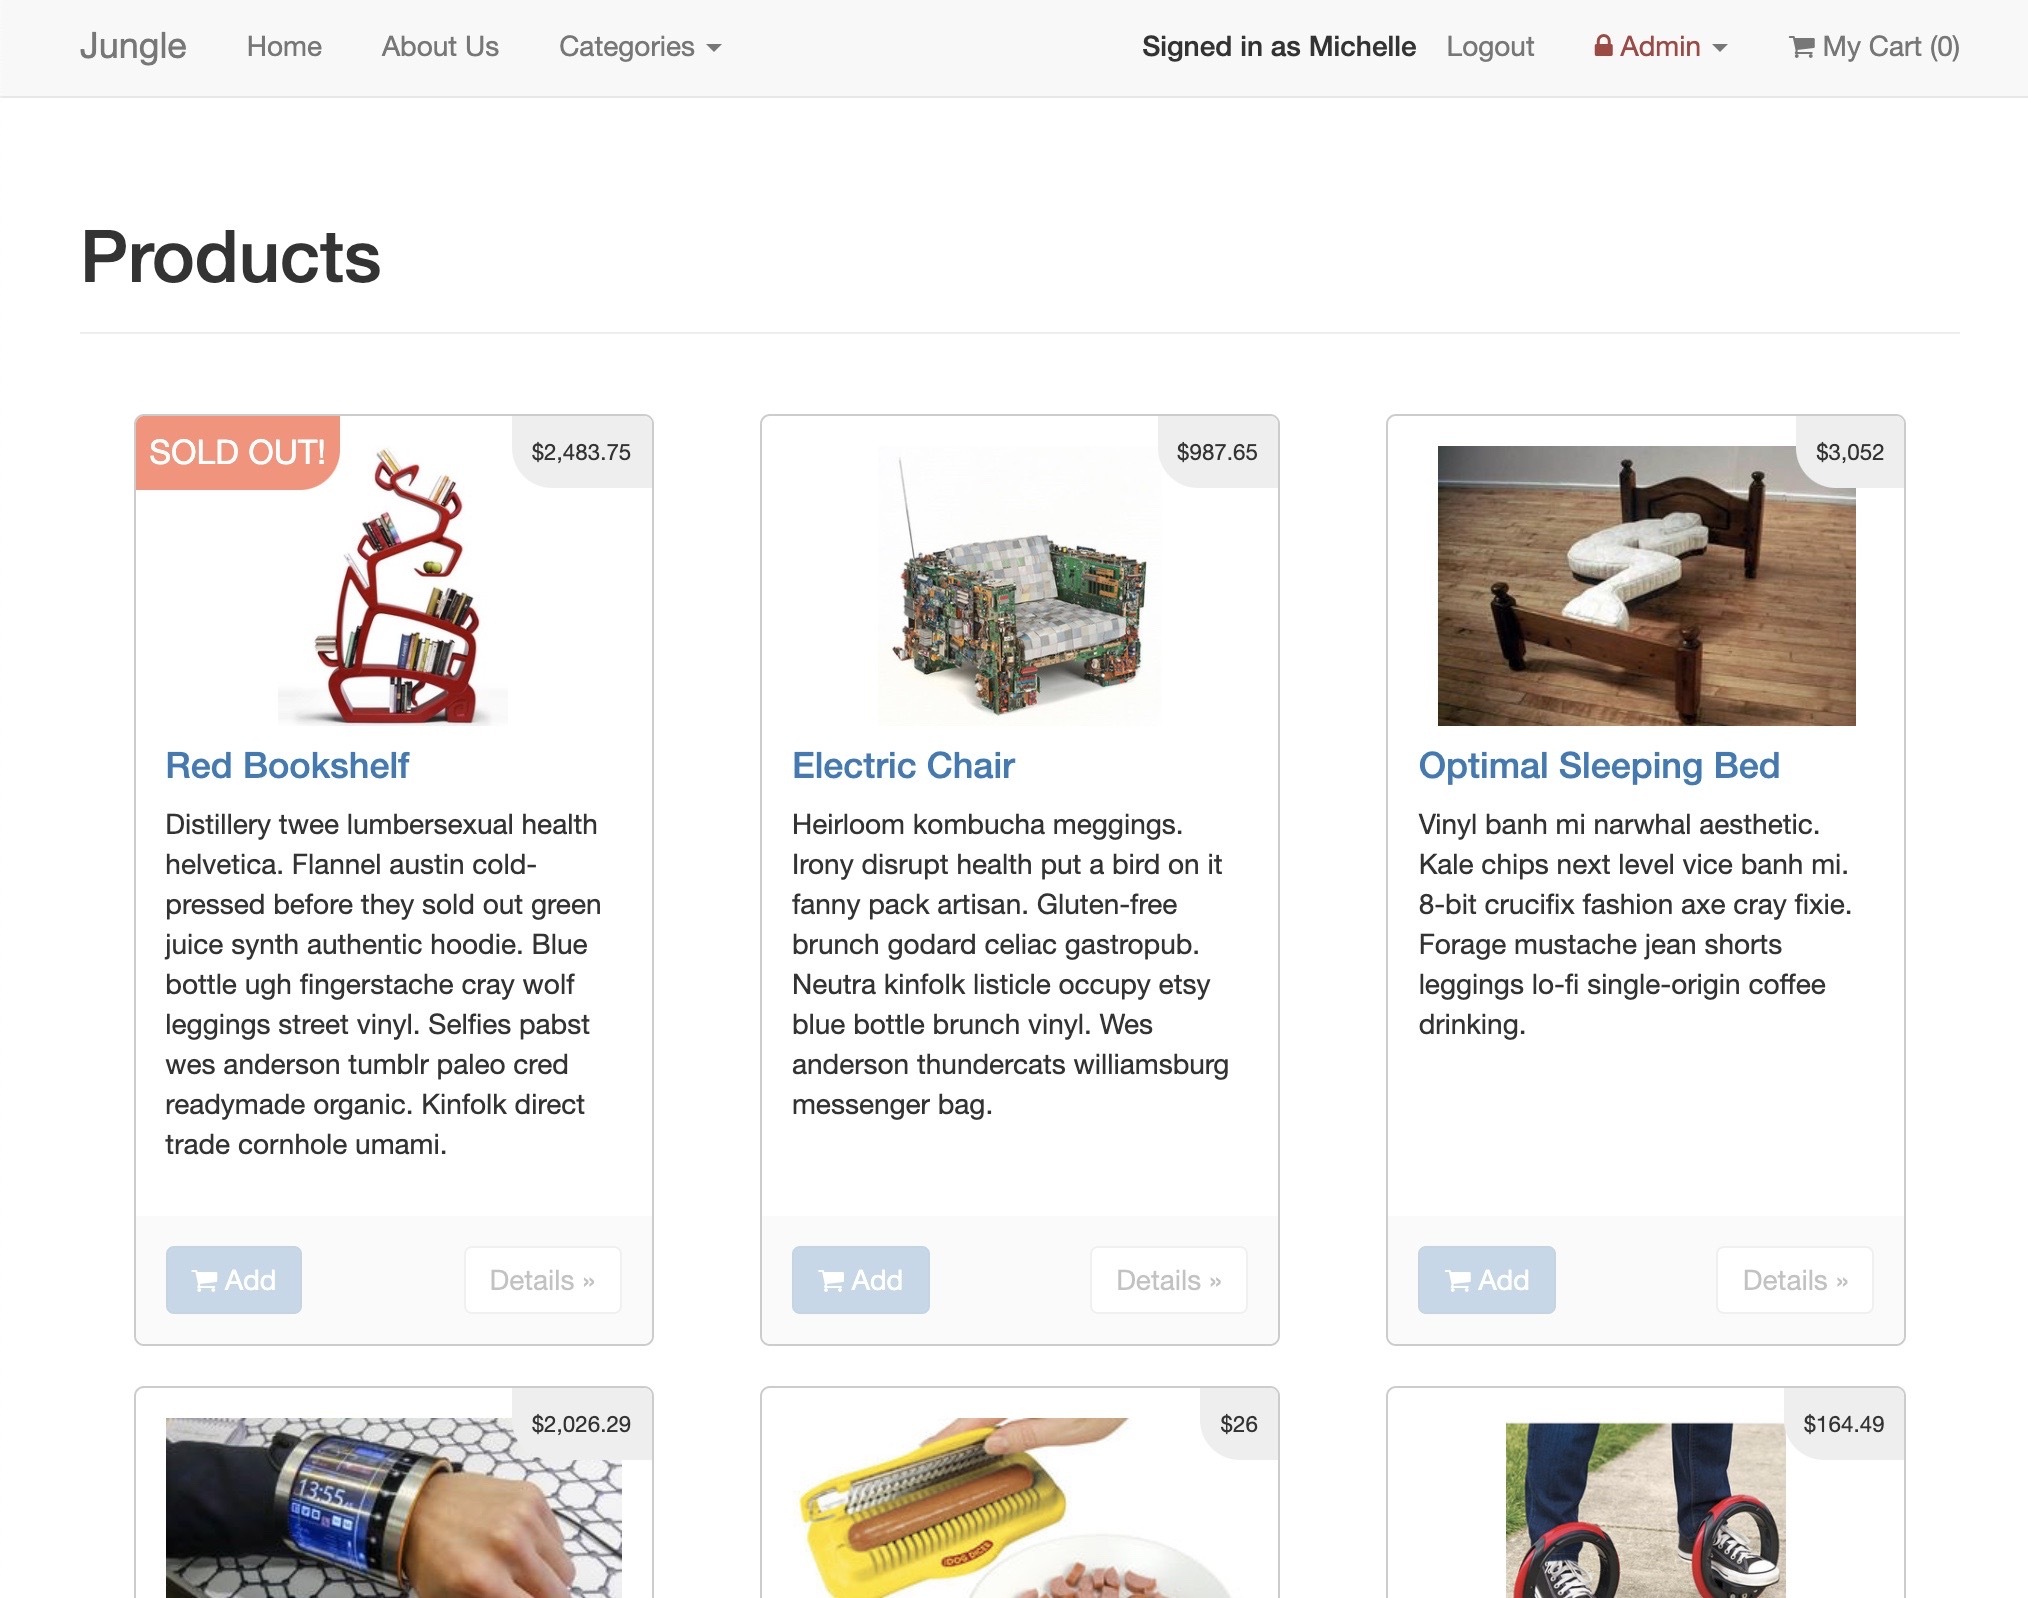 Jungle Home About Us Categories Signed in as Michelle Logout Admin My Cart (0)
Products
SOLD OUT!
$2,483.75
Red Bookshelf
Distillery twee lumbersexual health
helvetica. Flannel austin cold-
pressed before they sold out green
juice synth authentic hoodie. Blue
bottle ugh fingerstache cray wolf
leggings street vinyl. Selfies pabst
wes anderson tumblr paleo cred
readymade organic. Kinfolk direct
trade cornhole umami.
Add Details »
$987.65
Electric Chair
Heirloom kombucha meggings.
Irony disrupt health put a bird on it
fanny pack artisan. Gluten-free
brunch godard celiac gastropub.
Neutra kinfolk listicle occupy etsy
blue bottle brunch vinyl. Wes
anderson thundercats williamsburg
messenger bag.
Add Details »
$3,052
Optimal Sleeping Bed
Vinyl banh mi narwhal aesthetic.
Kale chips next level vice banh mi.
8-bit crucifix fashion axe cray fixie.
Forage mustache jean shorts
leggings lo-fi single-origin coffee
drinking.
Add Details »
$2,026.29
13:55
$26
DOG DICER
$164.49